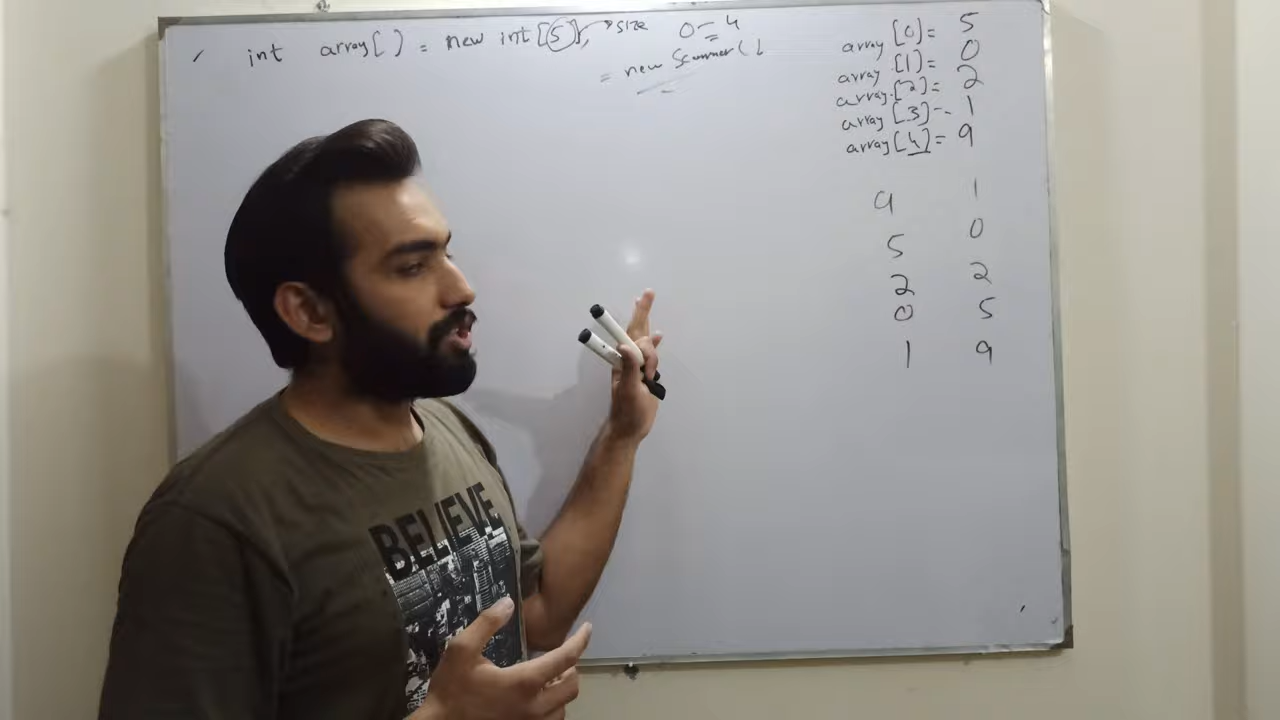 int array[] = new int[5]; → size 0-4
= new Scanner(
array [0] = 5
array [1] = 0
array [2] = 2
array [3] = 1
array [4] = 9
9 1
5 0
2 2
0 5
1 9
BELIEVE